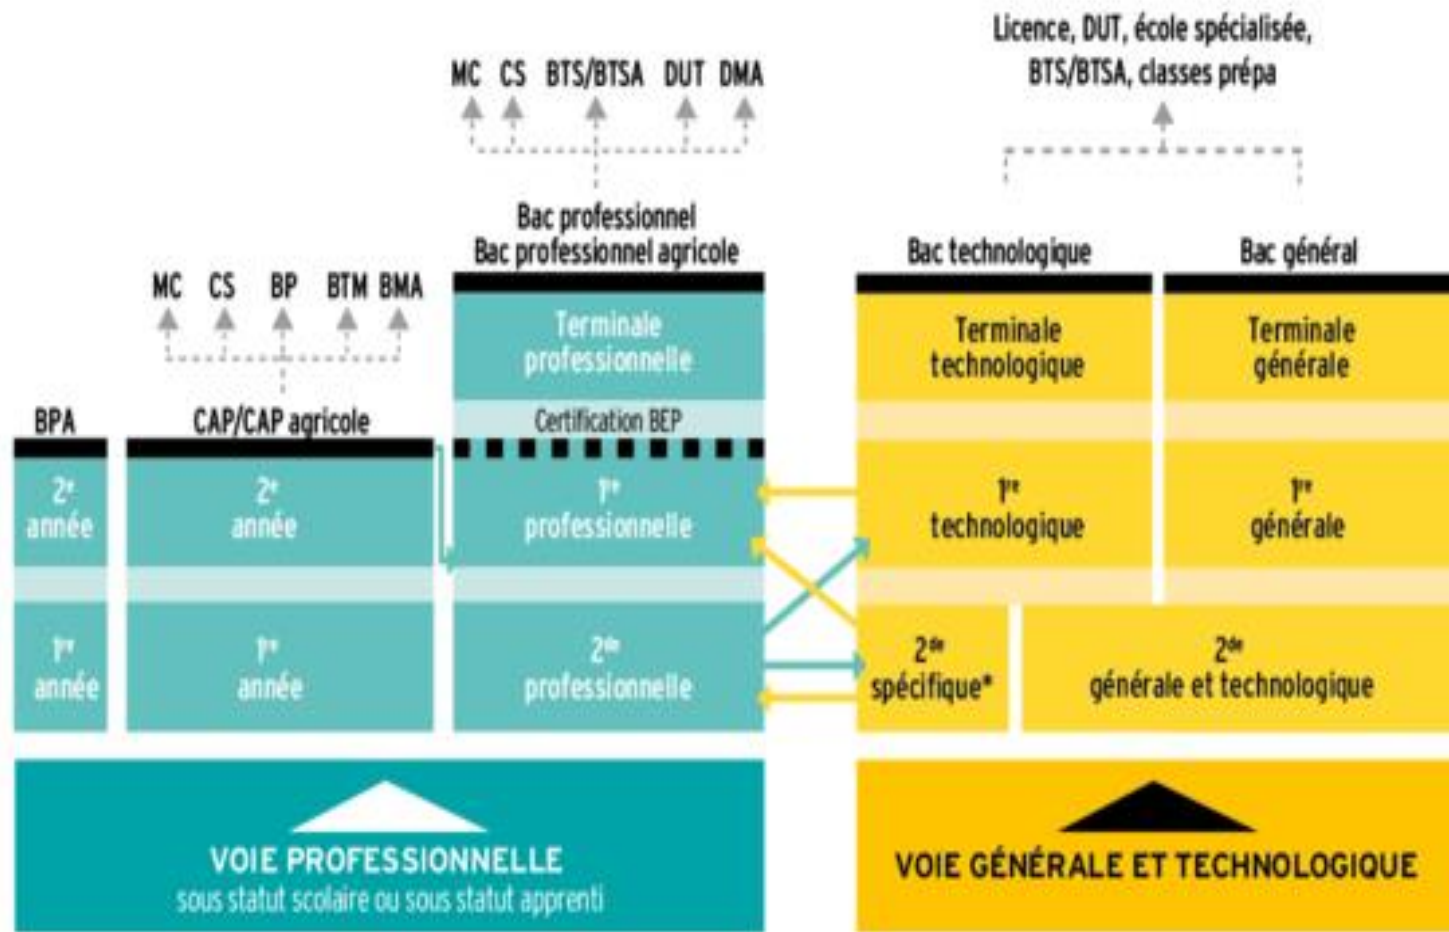 Licence, DUT, école spécialisée,
BTS/BTSA, classes prépa
MC CS BTS/BTSA DUT DMA
Bac professionnel
Bac professionnel agricole
Bac technologique
Bac général
MC CS BP BTM BMA
Terminale
professionnelle
Terminale
technologique
Terminale
générale
BPA
CAP/CAP agricole
Certification BEP
2e
année
2e
année
1re
professionnelle
1re
technologique
1re
générale
1re
année
1re
année
2de
professionnelle
2de
spécifique*
2de
générale et technologique
VOIE PROFESSIONNELLE
sous statut scolaire ou sous statut apprenti
VOIE GÉNÉRALE ET TECHNOLOGIQUE